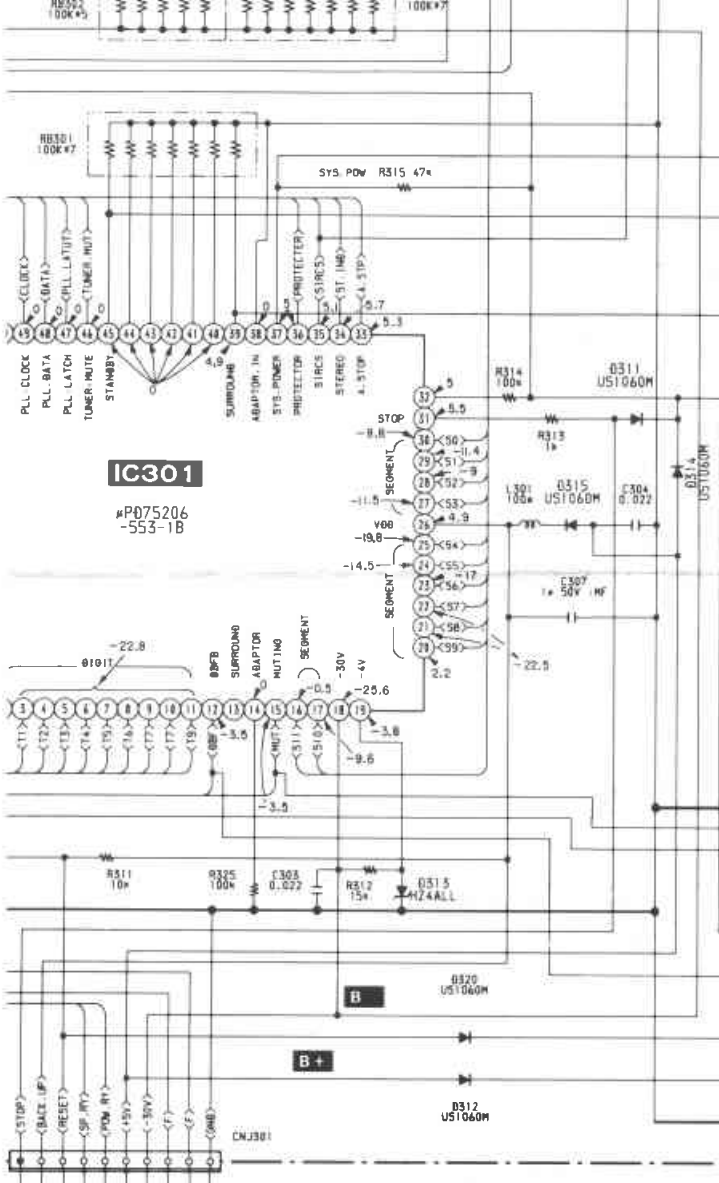 RB302
100K*5
100K*7
RB301
100K*7
SYS.POW R315 47k
(CLOCK)
(DATA)
(PLL.LATUT)
(TUNER.MUT)
(PROTECTER)
(SIRCS)
(ST.IND)
(A.STP)
0 0 0 0
0 5 5.1 5.7
5.3
49 48 47 46 45 44 43 42 41 40 39 38 37 36 35 34 33
4.9
0
PLL.CLOCK
PLL.DATA
PLL.LATCH
TUNER.MUTE
STANDBY
SURROUND
ADAPTOR.IN
SYS.POWER
PROTECTOR
SIRCS
STEREO
A.STOP
32 5
R314
100k
D311
US1060M
STOP 31 5.5
R313
1k
D314
US1060M
-8.8 30 (S0)
-11.4
29 (S1)
-9
28 (S2)
SEGMENT
-11.5 27 (S3)
26 4.9
L301
100μ
D315
US1060M
C304
0.022
VDD
-19.8 25 (S4)
-14.5 24 (S5)
-17
23 (S6)
SEGMENT
22 (S7)
21 (S8)
20 (S9)
2.2
-22.5
C307
1μ 50V :MF
IC301
μPD75206
-553-1B
-22.8
DIGIT
DBFB
SURROUND
ADAPTOR
MUTING
SEGMENT
-30V
-4V
0
-0.5
-25.6
3 4 5 6 7 8 9 10 11 12 13 14 15 16 17 18 19
-3.5
-3.8
-9.6
-3.5
(T1)
(T2)
(T3)
(T4)
(T5)
(T6)
(T7)
(T7)
(T9)
(DBF)
(MUT)
(S11)
(S10)
R311
10k
R325
100k
C303
0.022
R312
15k
D313
HZ4ALL
B
D320
US1060M
B+
D312
US1060M
(STOP)
(BACK.UP)
(RESET)
(SP.RY)
(POW.RY)
(+5V)
(-30V)
(F)
(F)
(GND)
CNJ301